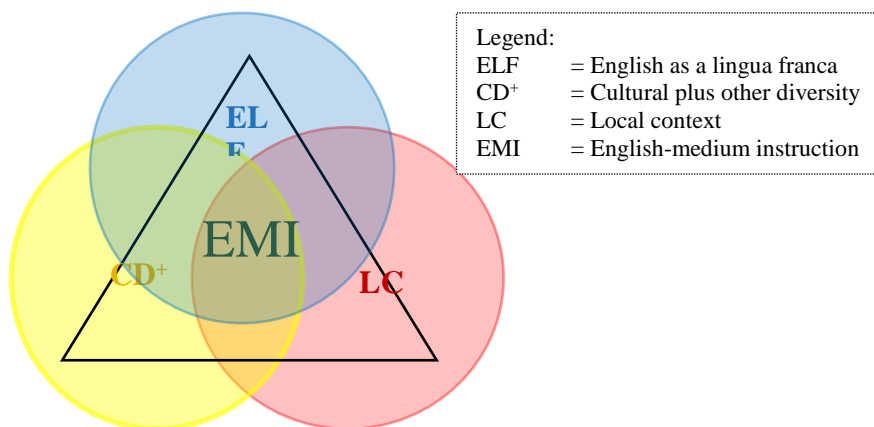 Legend:
ELF = English as a lingua franca
CD⁺ = Cultural plus other diversity
LC = Local context
EMI = English-medium instruction
EL
F
EMI
CD⁺
LC